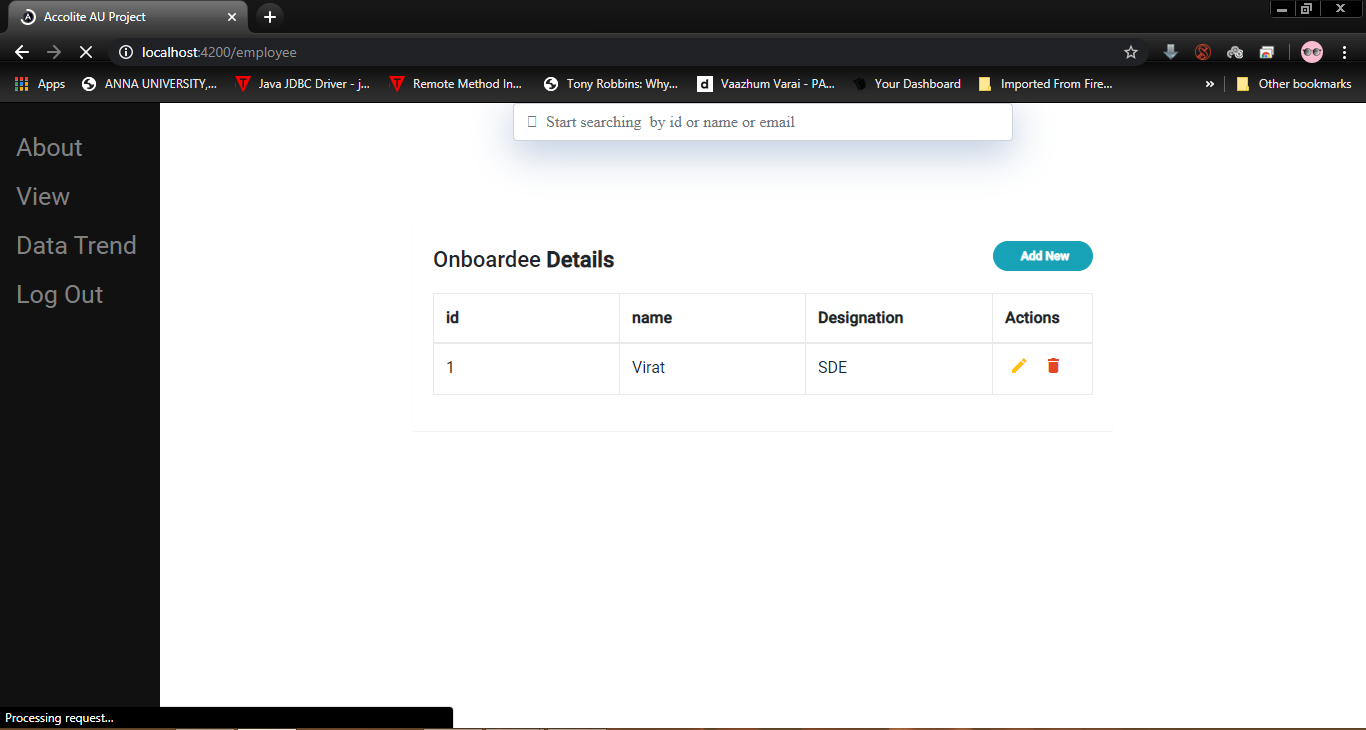 Accolite AU Project
localhost:4200/employee
Apps ANNA UNIVERSITY,... Java JDBC Driver - j... Remote Method In... Tony Robbins: Why... d Vaazhum Varai - PA... Your Dashboard Imported From Fire... » Other bookmarks
Start searching by id or name or email
About
View
Data Trend
Log Out
Onboardee Details
Add New
id name Designation Actions
1 Virat SDE
Processing request...